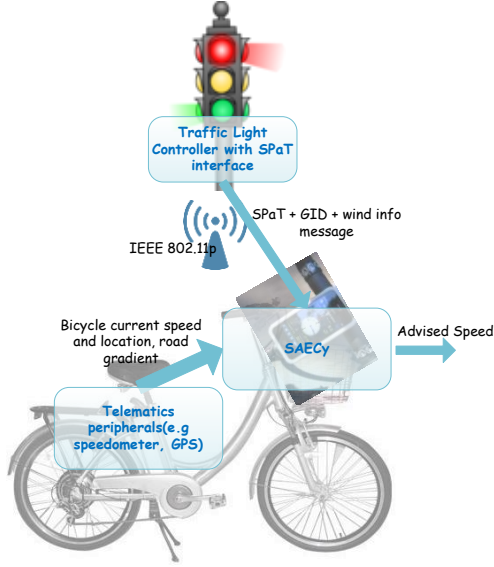 Traffic Light
Controller with SPaT
interface
SPaT + GID + wind info
message
IEEE 802.11p
Bicycle current speed
and location, road
gradient
SAECy
Advised Speed
Telematics
peripherals(e.g
speedometer, GPS)